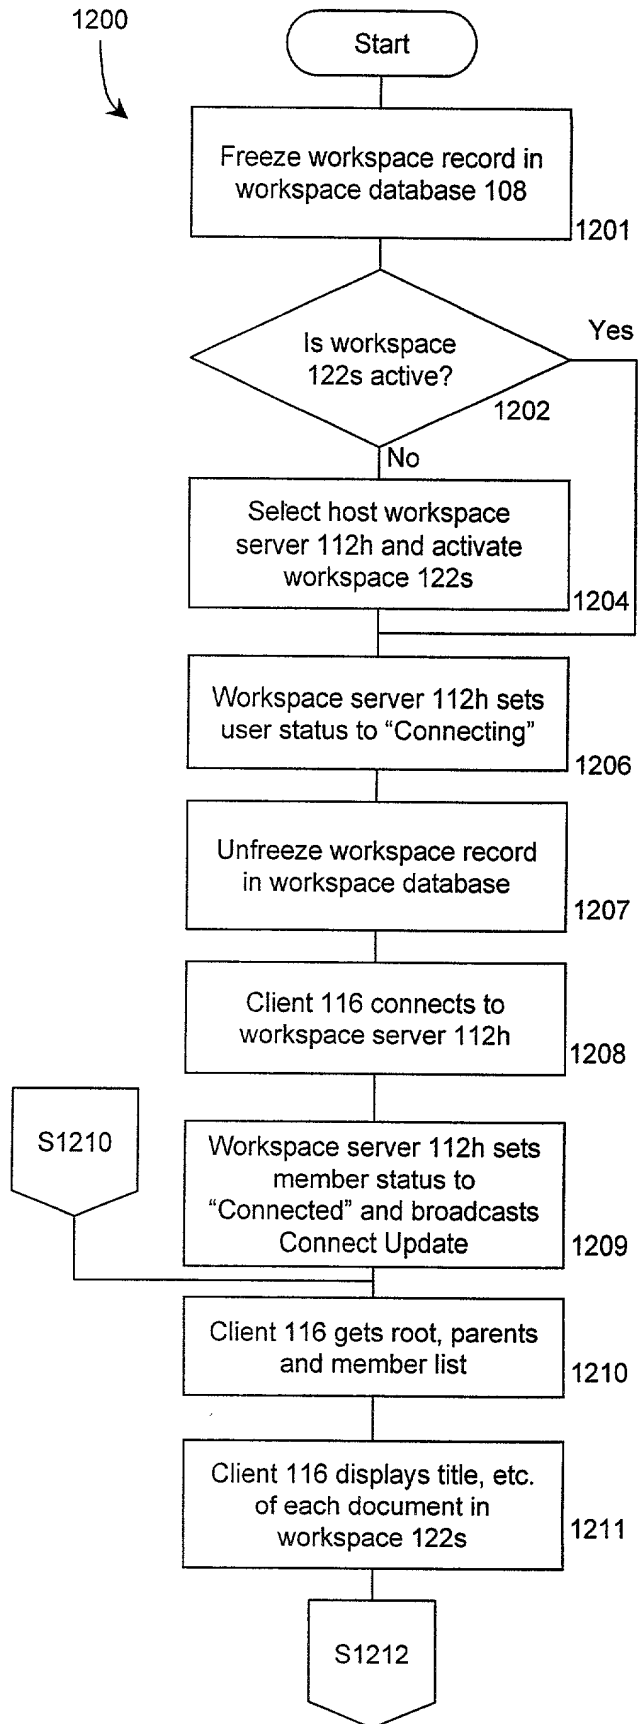 1200
Start
Freeze workspace record in
workspace database 108
1201
Is workspace
122s active?
Yes
1202
No
Select host workspace
server 112h and activate
workspace 122s
1204
Workspace server 112h sets
user status to “Connecting”
1206
Unfreeze workspace record
in workspace database
1207
Client 116 connects to
workspace server 112h
1208
S1210
Workspace server 112h sets
member status to
“Connected” and broadcasts
Connect Update
1209
Client 116 gets root, parents
and member list
1210
Client 116 displays title, etc.
of each document in
workspace 122s
1211
S1212